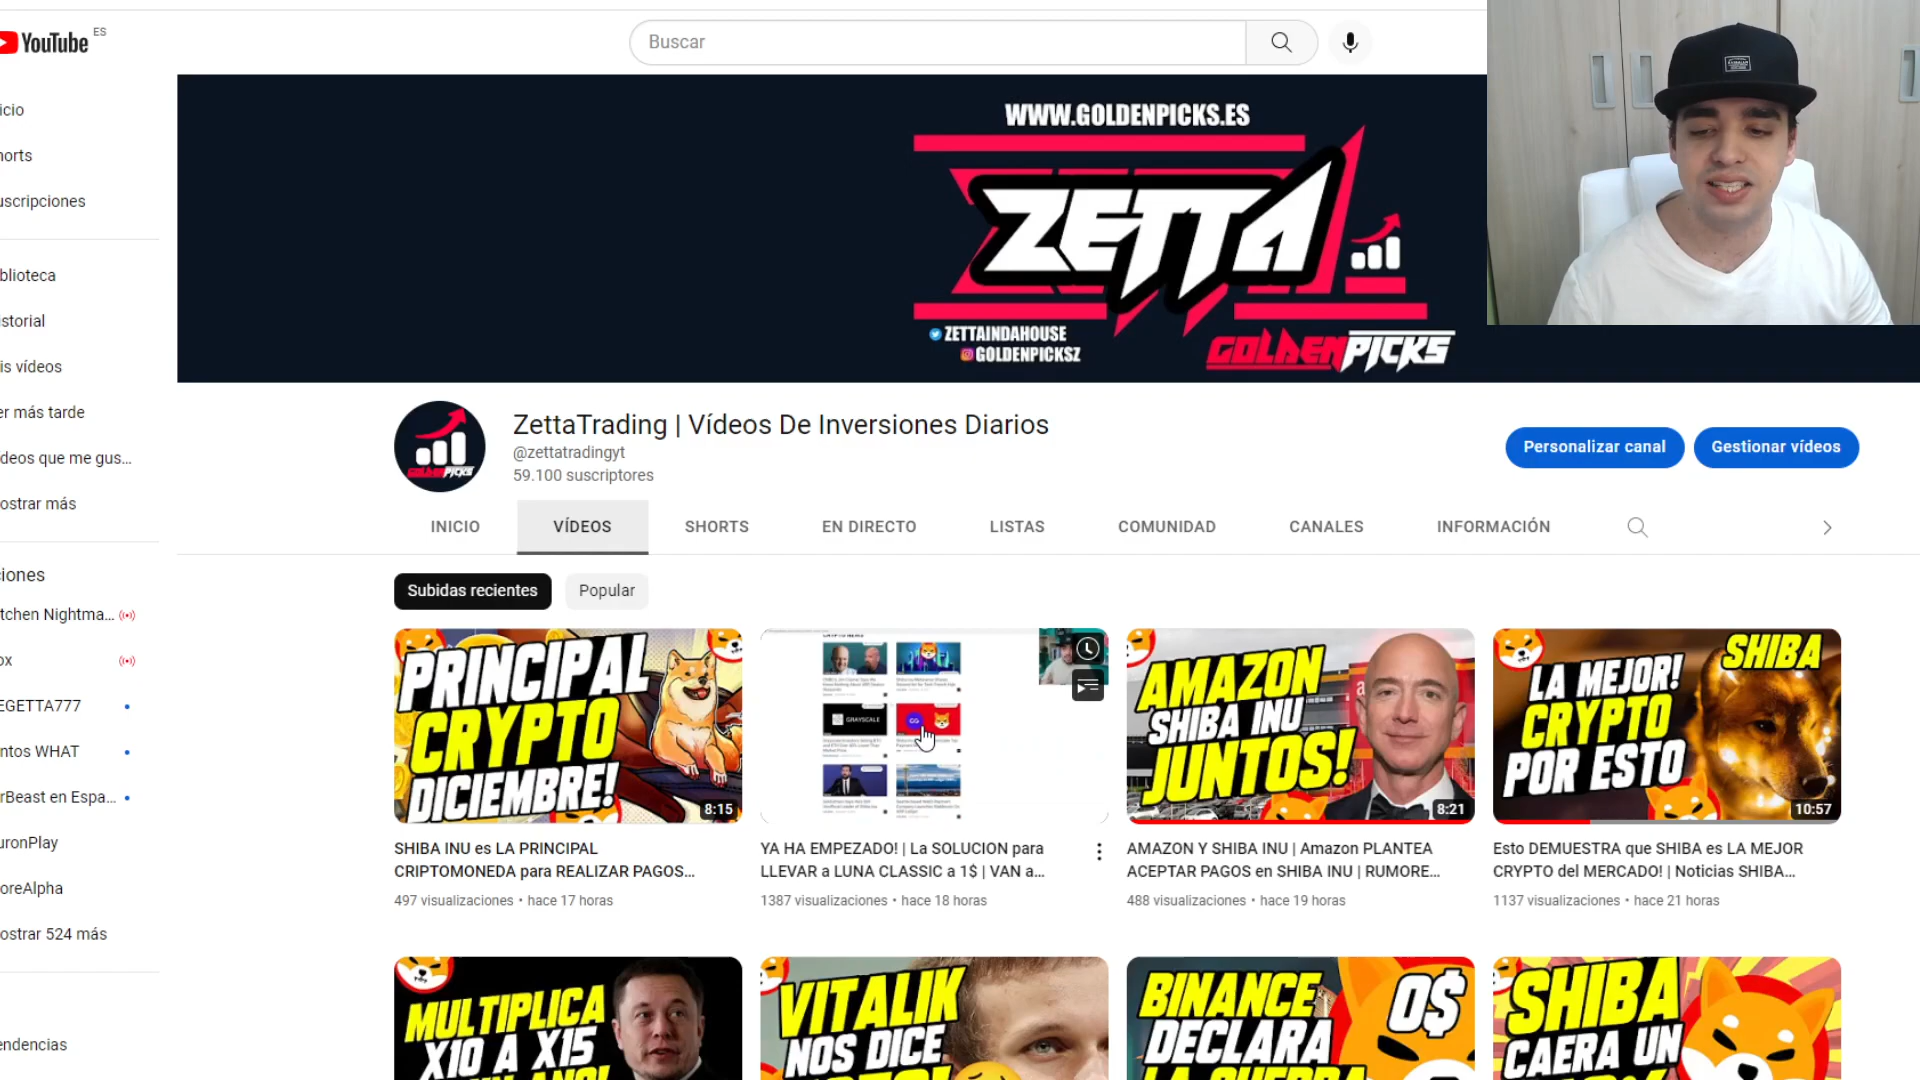 YouTube ES
Buscar
icio
horts
uscripciones
blioteca
istorial
is vídeos
er más tarde
deos que me gus...
ostrar más
iones
tchen Nightma...
ox
EGETTA777
ntos WHAT
rBeast en Espa...
uronPlay
oreAlpha
ostrar 524 más
endencias
WWW.GOLDENPICKS.ES
ZETTA
ZETTAINDAHOUSE
GOLDENPICKSZ
GOLDENPICKS
GOLDENPICKS
ZettaTrading | Vídeos De Inversiones Diarios
@zettatradingyt
59.100 suscriptores
Personalizar canal
Gestionar vídeos
INICIO
VÍDEOS
SHORTS
EN DIRECTO
LISTAS
COMUNIDAD
CANALES
INFORMACIÓN
Subidas recientes
Popular
PRINCIPAL
CRYPTO
DICIEMBRE!
8:15
GRAYSCALE
AMAZON
SHIBA INU
JUNTOS!
8:21
SHIBA
LA MEJOR!
CRYPTO
POR ESTO
10:57
SHIBA INU es LA PRINCIPAL
CRIPTOMONEDA para REALIZAR PAGOS...
497 visualizaciones • hace 17 horas
YA HA EMPEZADO! | La SOLUCION para
LLEVAR a LUNA CLASSIC a 1$ | VAN a...
1387 visualizaciones • hace 18 horas
AMAZON Y SHIBA INU | Amazon PLANTEA
ACEPTAR PAGOS en SHIBA INU | RUMORE...
488 visualizaciones • hace 19 horas
Esto DEMUESTRA que SHIBA es LA MEJOR
CRYPTO del MERCADO! | Noticias SHIBA...
1137 visualizaciones • hace 21 horas
MULTIPLICA
X10 A X15
VITALIK
NOS DICE
BINANCE
DECLARA
LA GUERRA
0$
SHIBA
CAERA UN